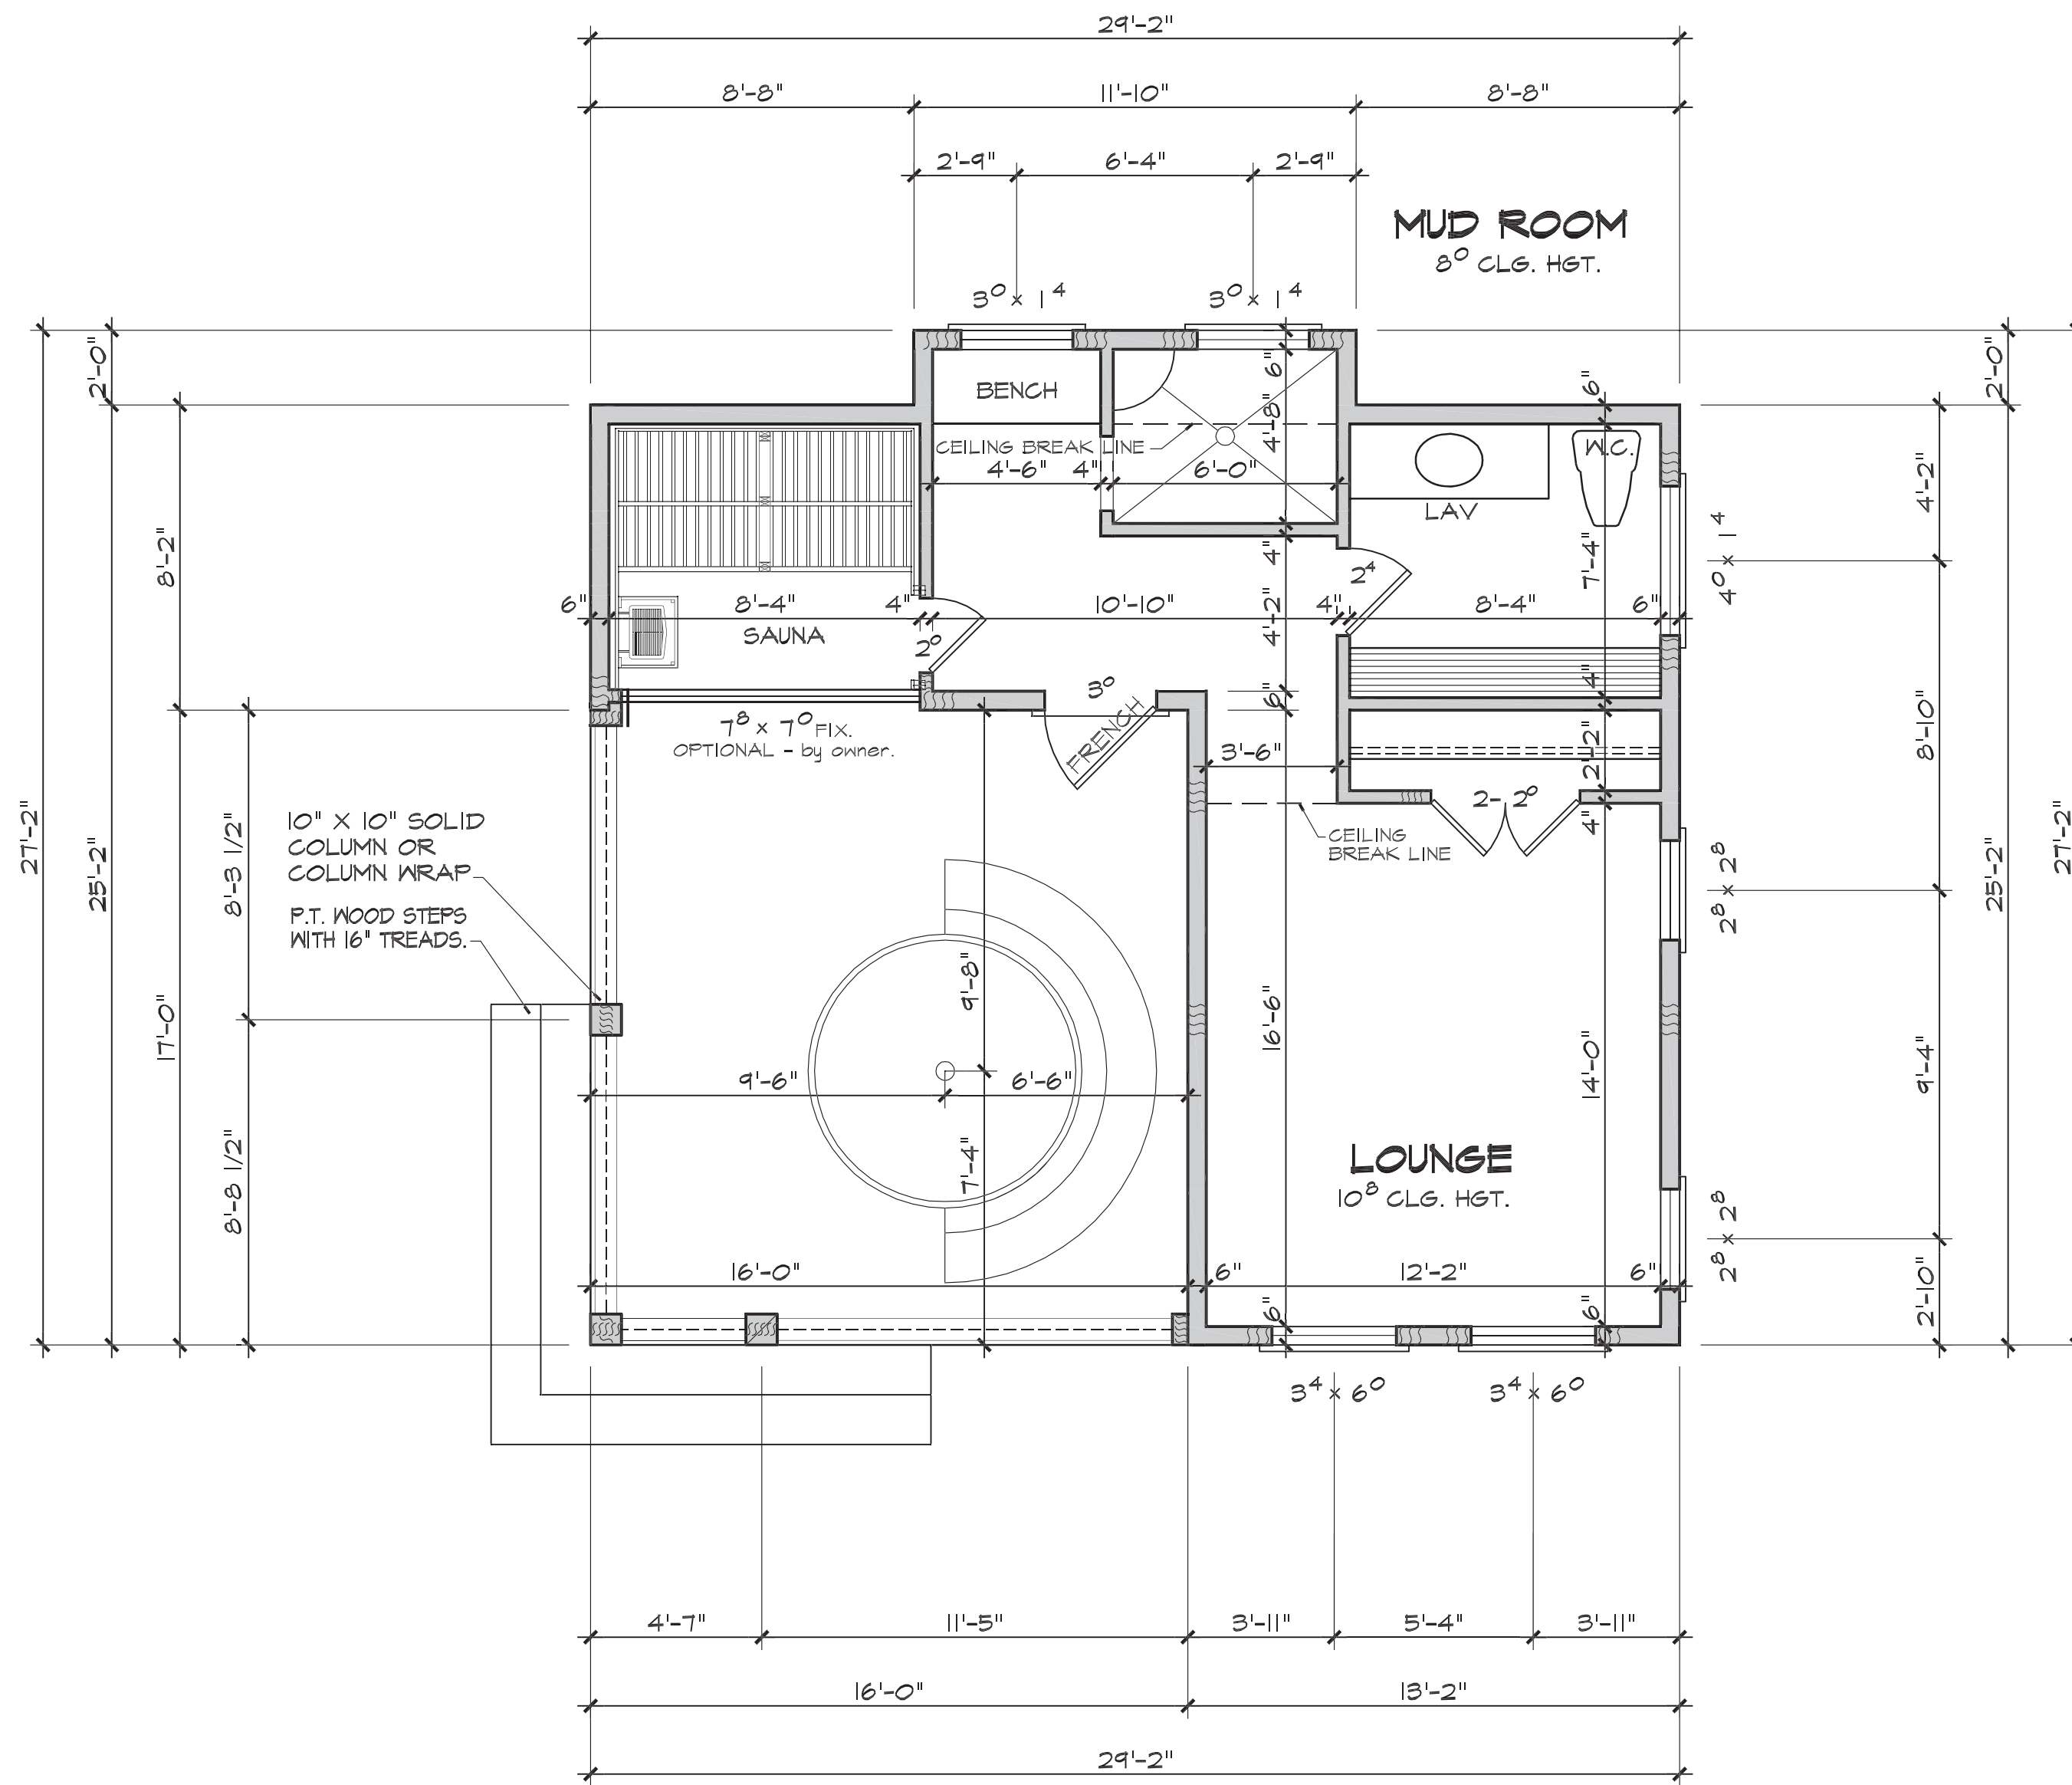 29'-2"
8'-8" 11'-10" 8'-8"
2'-9" 6'-4" 2'-9"
MUD ROOM
8⁰ CLG. HGT.
3⁰ x 1⁴ 3⁰ x 1⁴
2'-0" 6" 6" 2'-0"
BENCH
4'-8"
CEILING BREAK LINE
W.C.
4'-6" 4" 6'-0"
4'-2"
LAV
8'-2" 4" 2⁴ 7'-4" 4⁰ x 1⁴
6" 8'-4" 4" 10'-10" 4" 8'-4" 6"
SAUNA
2⁰ 4'-2"
3⁰ 6" 4"
7⁸ x 7⁰ FIX.
OPTIONAL - by owner.
FRENCH
3'-6" 2'-2" 8'-10"
2- 2⁰
4"
10" X 10" SOLID
COLUMN OR
COLUMN WRAP
CEILING
BREAK LINE
27'-2" 25'-2" 8'-3 1/2" 2⁸ x 2⁸ 25'-2" 27'-2"
P.T. WOOD STEPS
WITH 16" TREADS.
17'-0" 9'-8" 16'-6" 14'-0" 9'-4"
9'-6" 6'-6"
8'-8 1/2" 7'-4"
LOUNGE
10⁸ CLG. HGT.
2⁸ x 2⁸
16'-0" 6" 12'-2" 6"
6" 6" 2'-10"
3⁴ x 6⁰ 3⁴ x 6⁰
4'-7" 11'-5" 3'-11" 5'-4" 3'-11"
16'-0" 13'-2"
29'-2"